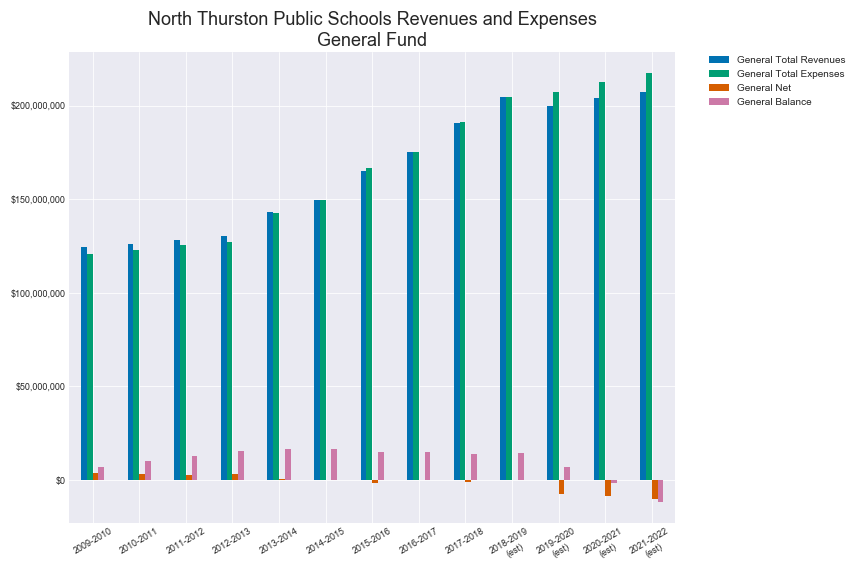 North Thurston Public Schools Revenues and Expenses
General Fund
General Total Revenues
General Total Expenses
General Net
General Balance
$200,000,000
$150,000,000
$100,000,000
$50,000,000
$0
2009-2010
2010-2011
2011-2012
2012-2013
2013-2014
2014-2015
2015-2016
2016-2017
2017-2018
2018-2019
(est)
2019-2020
(est)
2020-2021
(est)
2021-2022
(est)